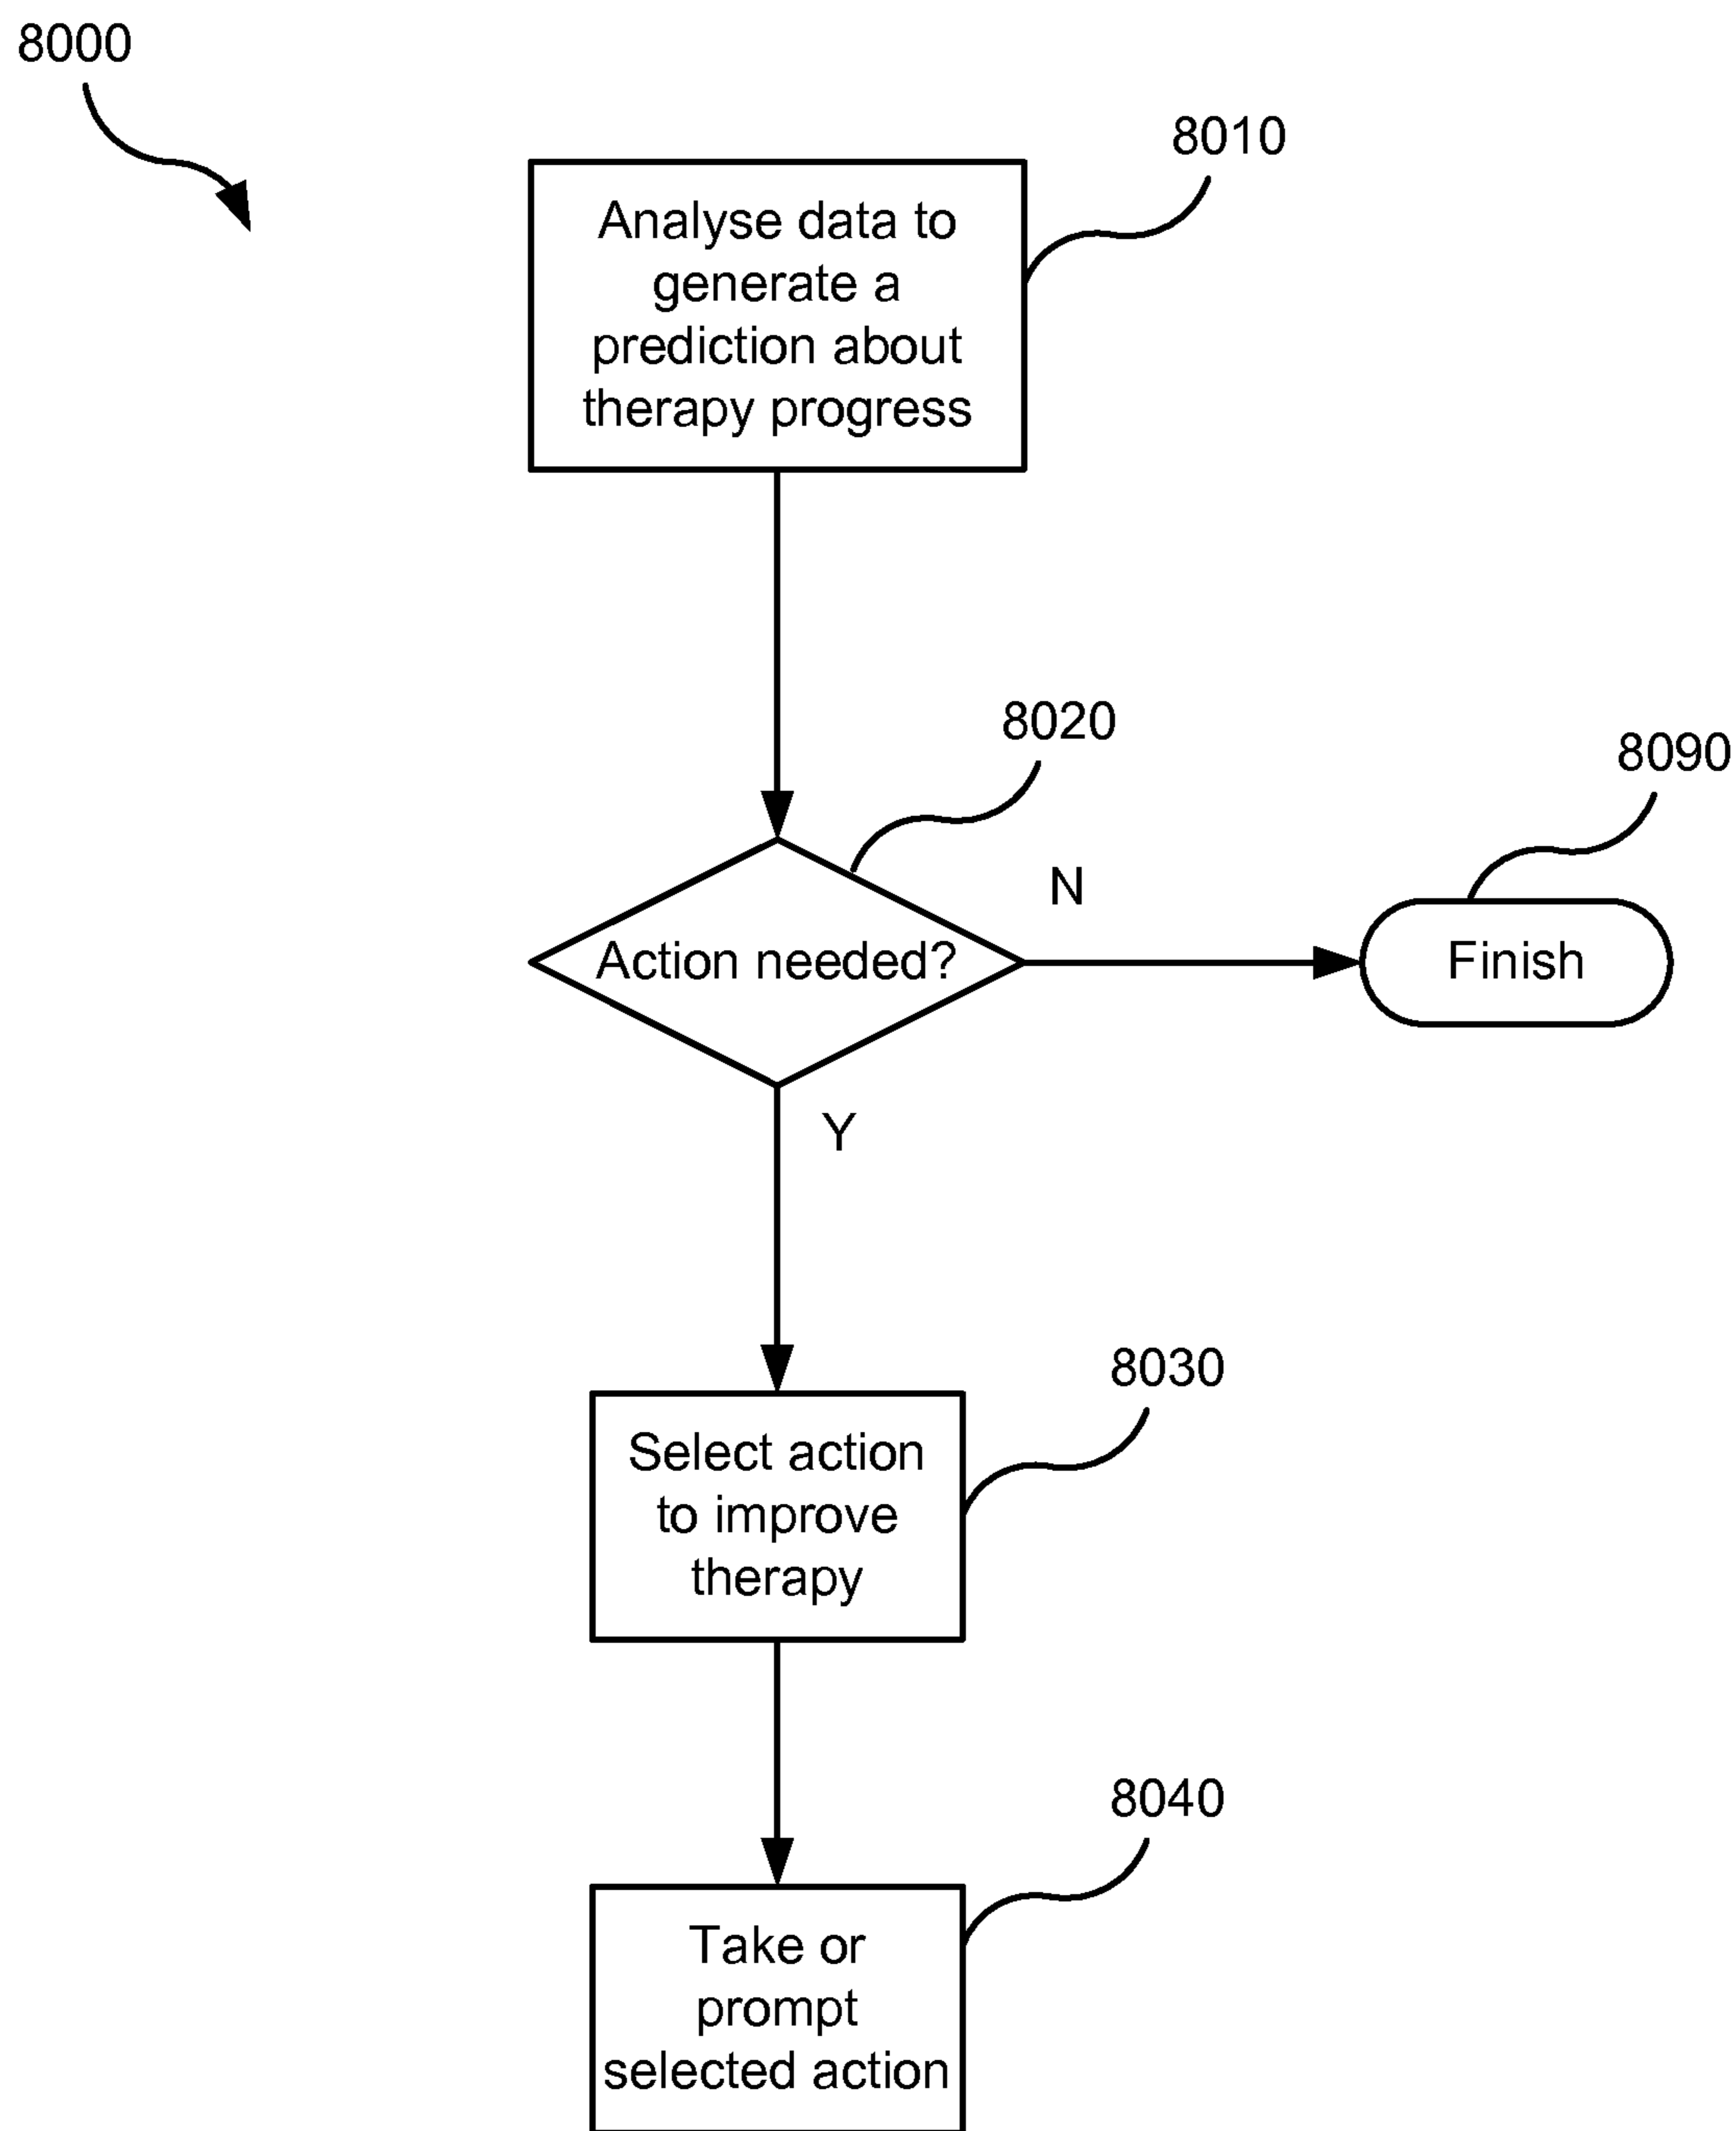 8000
8010
Analyse data to
generate a
prediction about
therapy progress
8020
8090
N
Action needed?
Finish
Y
8030
Select action
to improve
therapy
8040
Take or
prompt
selected action